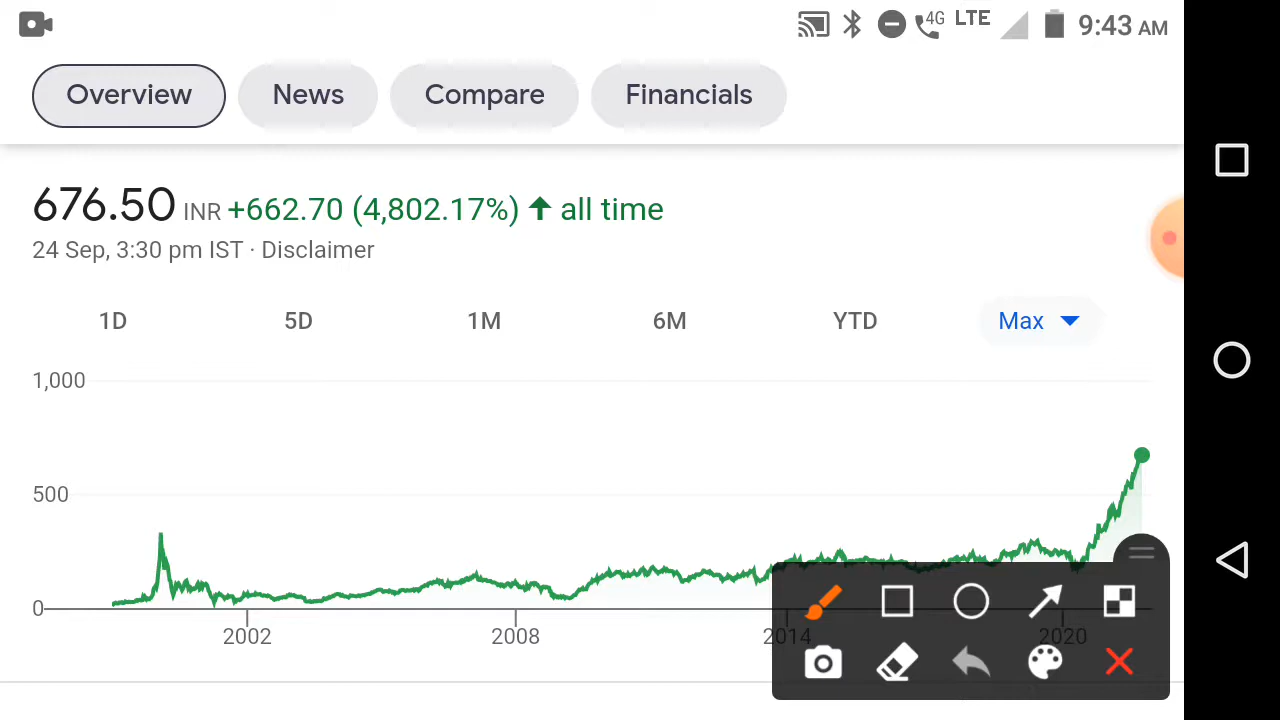 4G LTE 9:43 AM
Overview News Compare Financials
676.50 INR +662.70 (4,802.17%) ↑ all time
24 Sep, 3:30 pm IST · Disclaimer
1D 5D 1M 6M YTD Max
1,000
500
0
2002 2008 2014 2020